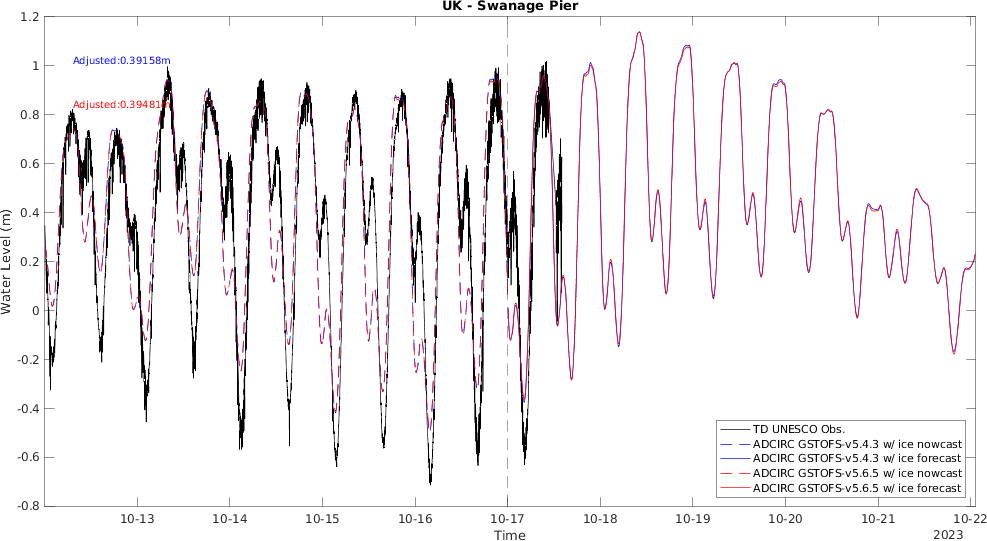 UK - Swanage Pier
Adjusted:0.39158m
Adjusted:0.39481
Water Level (m)
1.2
1
0.8
0.6
0.4
0.2
0
-0.2
-0.4
-0.6
-0.8
10-13
10-14
10-15
10-16
10-17
10-18
10-19
10-20
10-21
10-22
2023
Time
TD UNESCO Obs.
ADCIRC GSTOFS-v5.4.3 w/ ice nowcast
ADCIRC GSTOFS-v5.4.3 w/ ice forecast
ADCIRC GSTOFS-v5.6.5 w/ ice nowcast
ADCIRC GSTOFS-v5.6.5 w/ ice forecast